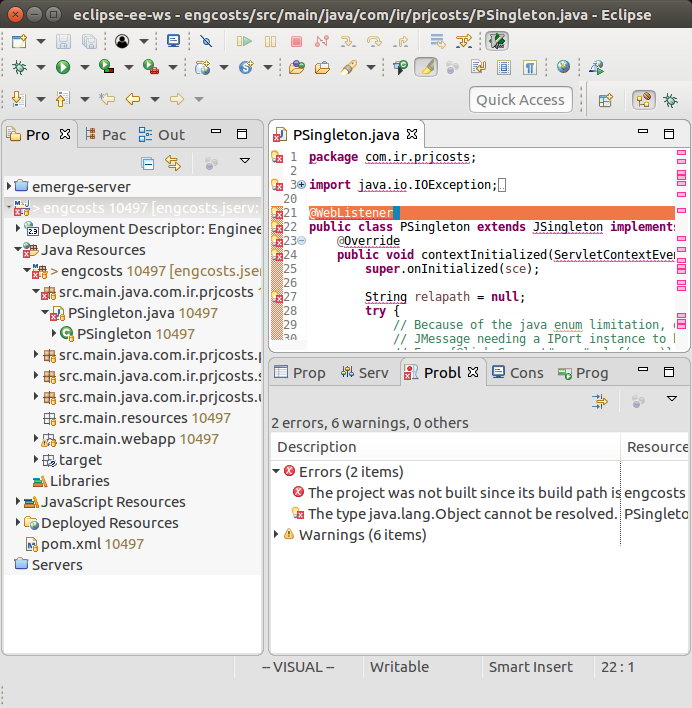 eclipse-ee-ws - engcosts/src/main/java/com/ir/prjcosts/PSingleton.java - Eclipse
Quick Access
Pro Pac Out
emerge-server
> engcosts 10497 [engcosts.jserv:
Deployment Descriptor: Enginee
Java Resources
> engcosts 10497 [engcosts.jse
src.main.java.com.ir.prjcosts 1
PSingleton.java 10497
PSingleton 10497
src.main.java.com.ir.prjcosts.
src.main.java.com.ir.prjcosts.
src.main.java.com.ir.prjcosts.
src.main.resources 10497
src.main.webapp 10497
target
Libraries
JavaScript Resources
Deployed Resources
pom.xml 10497
Servers
PSingleton.java
1 package com.ir.prjcosts;
2
3 import java.io.IOException;
20
21 @WebListener
22 public class PSingleton extends JSingleton implements
23 @Override
24 public void contextInitialized(ServletContextEve
25 super.onInitialized(sce);
26
27 String relapath = null;
28 try {
29 // Because of the java enum limitation,
30 // JMessage needing a IPort instance to
Prop Serv Probl Cons Prog
2 errors, 6 warnings, 0 others
Description Resource
Errors (2 items)
The project was not built since its build path is engcosts
The type java.lang.Object cannot be resolved. PSingleto
Warnings (6 items)
-- VISUAL -- Writable Smart Insert 22 : 1